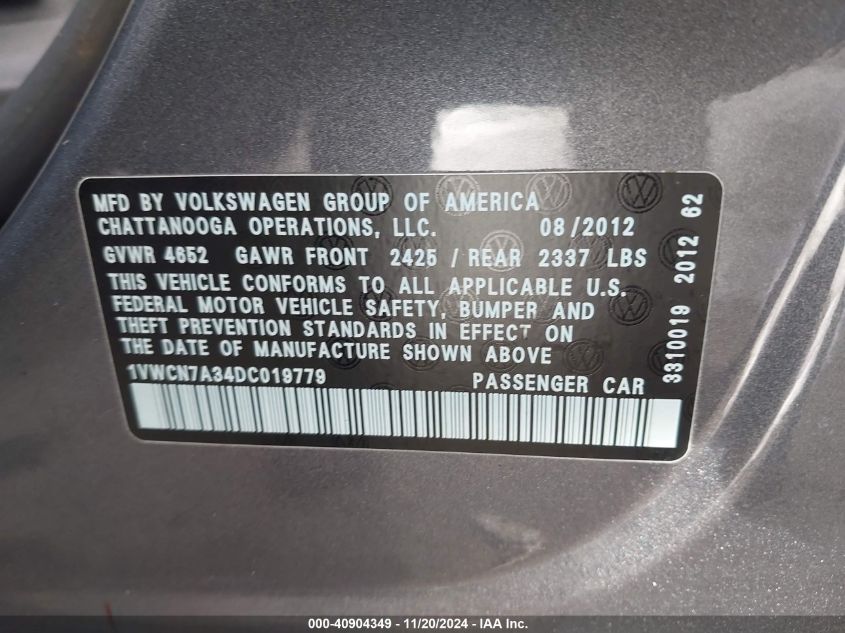 MFD BY VOLKSWAGEN GROUP OF AMERICA
CHATTANOOGA OPERATIONS, LLC. 08/2012
GVWR 4652 GAWR FRONT 2425 / REAR 2337 LBS
THIS VEHICLE CONFORMS TO ALL APPLICABLE U.S.
FEDERAL MOTOR VEHICLE SAFETY, BUMPER AND
THEFT PREVENTION STANDARDS IN EFFECT ON
THE DATE OF MANUFACTURE SHOWN ABOVE
1VWCN7A34DC019779 PASSENGER CAR
3310019 2012 62
000-40904349 - 11/20/2024 - IAA Inc.